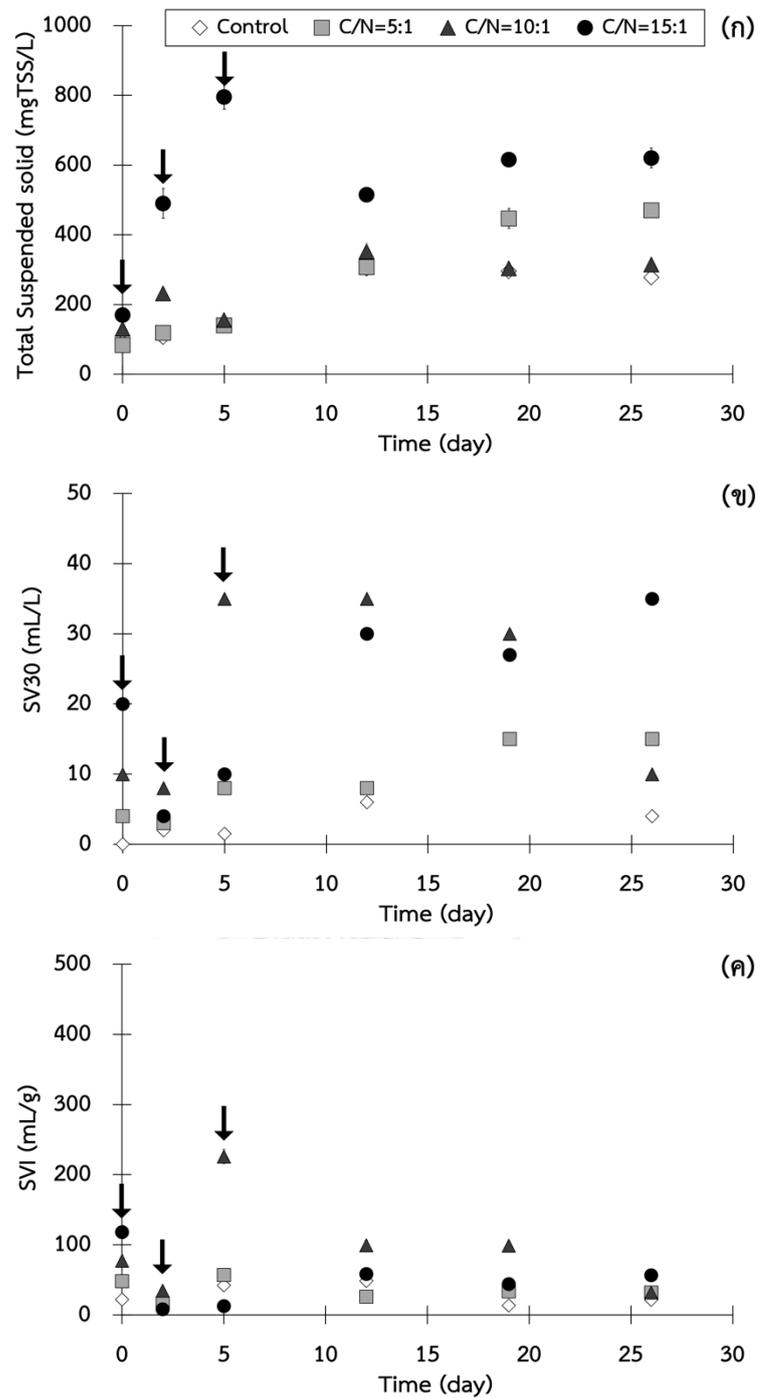 Control C/N=5:1 C/N=10:1 C/N=15:1 (ก)
Total Suspended solid (mgTSS/L)
1000
800
600
400
200
0
0 5 10 15 20 25 30
Time (day)
(ข)
SV30 (mL/L)
50
40
30
20
10
0
0 5 10 15 20 25 30
Time (day)
(ค)
SVI (mL/g)
500
400
300
200
100
0
0 5 10 15 20 25 30
Time (day)